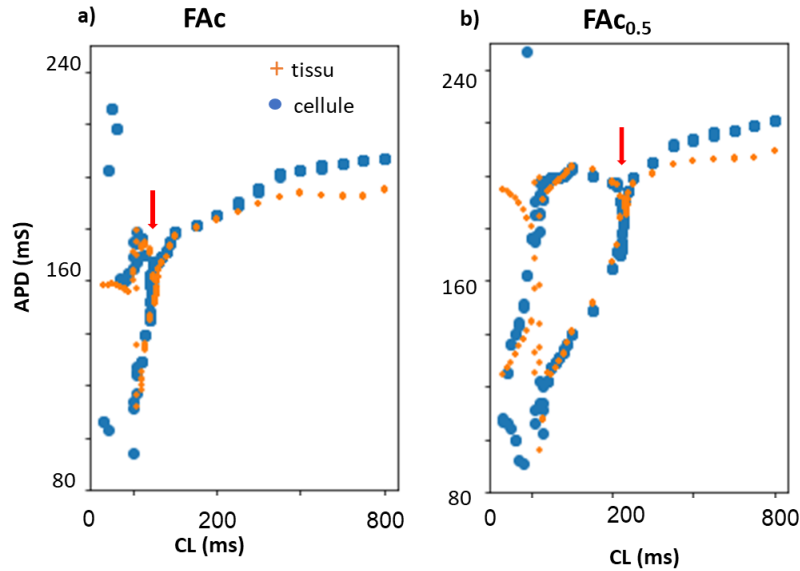 a) FAc
b) FAc0.5
240
160
80
APD (mS)
+ tissu
cellule
0 200 800
CL (ms)
240
160
80
0 200 800
CL (ms)